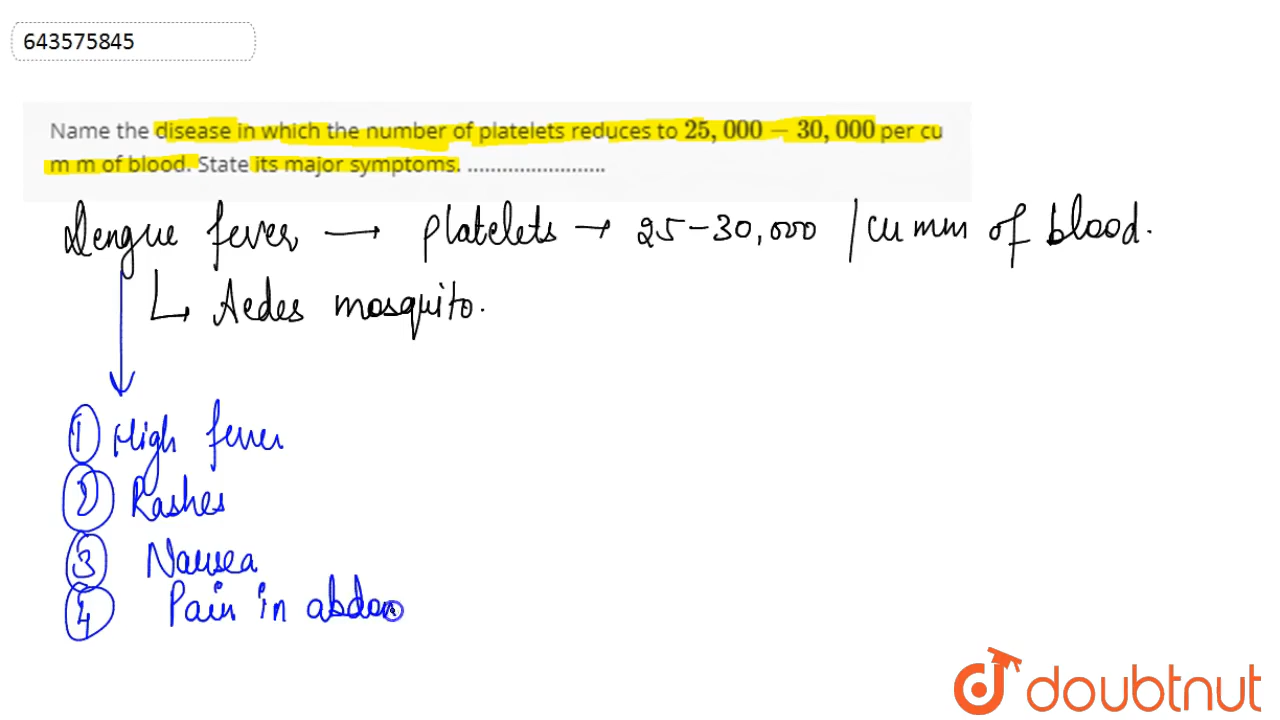 643575845
Name the disease in which the number of platelets reduces to 25,000 − 30,000 per cu
m m of blood. State its major symptoms. ........................
Dengue fever → Platelets → 25-30,000 / cu mm of blood.
↳ Aedes mosquito.
① High fever
② Rashes
③ Nausea
④ Pain in abdom
doubtnut